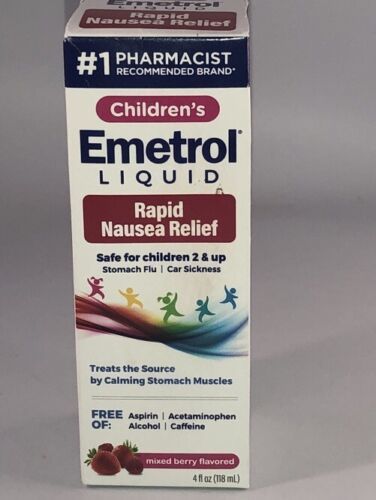 Emetrol
LIQUID
Rapid
Nausea Relief
#1 PHARMACIST
RECOMMENDED BRAND*
Children's
Emetrol®
LIQUID
Rapid
Nausea Relief
Safe for children 2 & up
Stomach Flu | Car Sickness
Treats the Source
by Calming Stomach Muscles
FREE OF: Aspirin | Acetaminophen
Alcohol | Caffeine
mixed berry flavored
4 fl oz (118 mL)